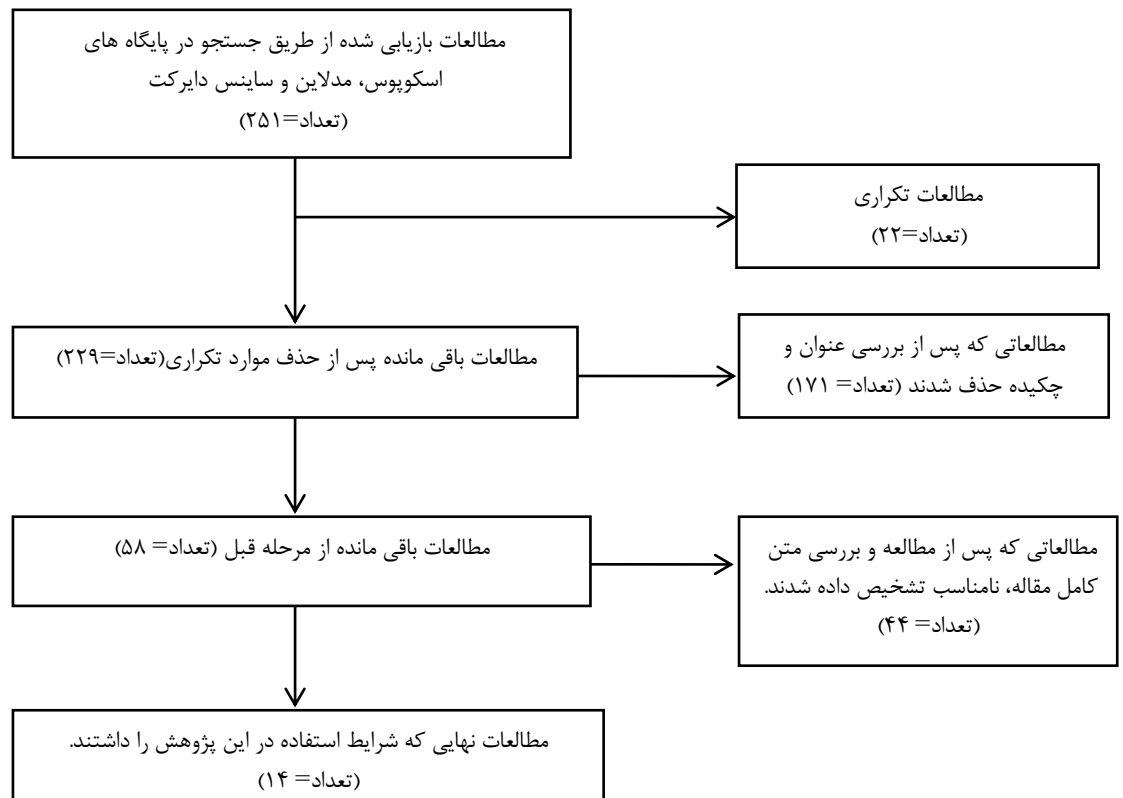 مطالعات بازیابی شده از طریق جستجو در پایگاه های
اسکوپوس، مدلاین و ساینس دایرکت
(تعداد=۲۵۱)
مطالعات تکراری
(تعداد=۲۲)
مطالعات باقی مانده پس از حذف موارد تکراری(تعداد=۲۲۹)
مطالعاتی که پس از بررسی عنوان و
چکیده حذف شدند (تعداد= ۱۷۱)
مطالعات باقی مانده از مرحله قبل (تعداد= ۵۸)
مطالعاتی که پس از مطالعه و بررسی متن
کامل مقاله، نامناسب تشخیص داده شدند.
(تعداد= ۴۴)
مطالعات نهایی که شرایط استفاده در این پژوهش را داشتند.
(تعداد= ۱۴)